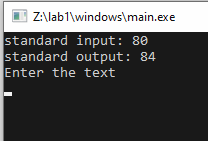 Z:\lab1\windows\main.exe
standard input: 80
standard output: 84
Enter the text